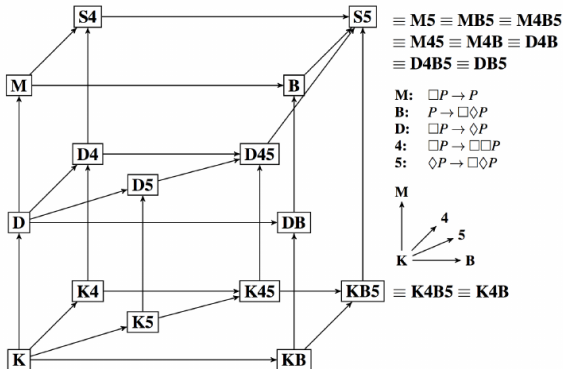 S4 S5 ≡ M5 ≡ MB5 ≡ M4B5
≡ M45 ≡ M4B ≡ D4B
≡ D4B5 ≡ DB5
M B
M: □P → P
B: P → □◊P
D: □P → ◊P
4: □P → □□P
5: ◊P → □◊P
D4 D45
D5
M
4
5
K B
D DB
K4 K45 KB5 ≡ K4B5 ≡ K4B
K5
K KB